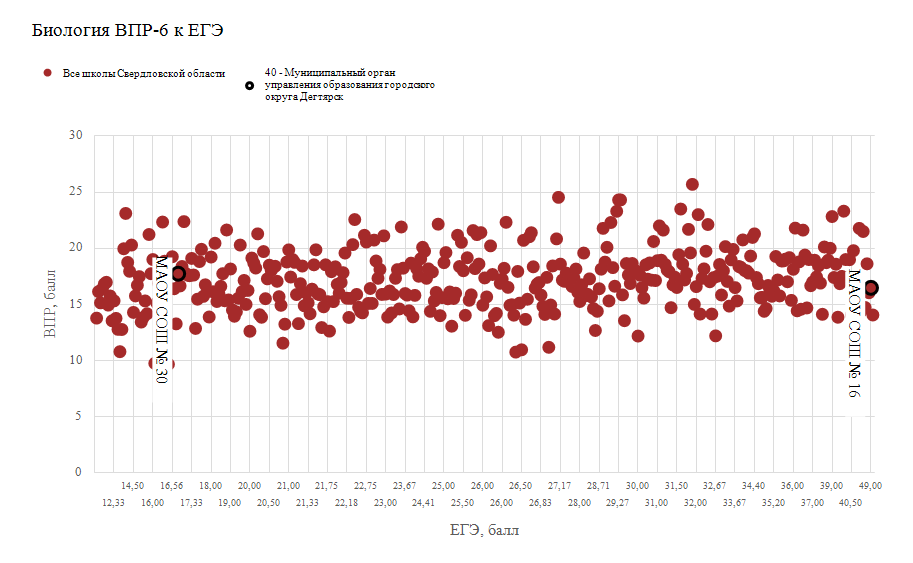 Биология ВПР-6 к ЕГЭ
Все школы Свердловской области
40 - Муниципальный орган
управления образования городского
округа Дегтярск
30
25
20
15
10
5
0
ВПР, балл
МАОУ СОШ № 30
МАОУ СОШ № 16
14,50 16,56 18,00 20,00 21,00 21,75 22,75 23,67 25,00 26,00 26,50 27,17 28,71 30,00 31,50 32,67 34,40 36,00 37,00 39,00 49,00
12,33 16,00 17,33 19,00 20,50 21,33 22,18 23,00 24,41 25,50 26,00 26,83 28,00 29,27 31,00 32,00 33,67 35,20 37,00 40,50
ЕГЭ, балл